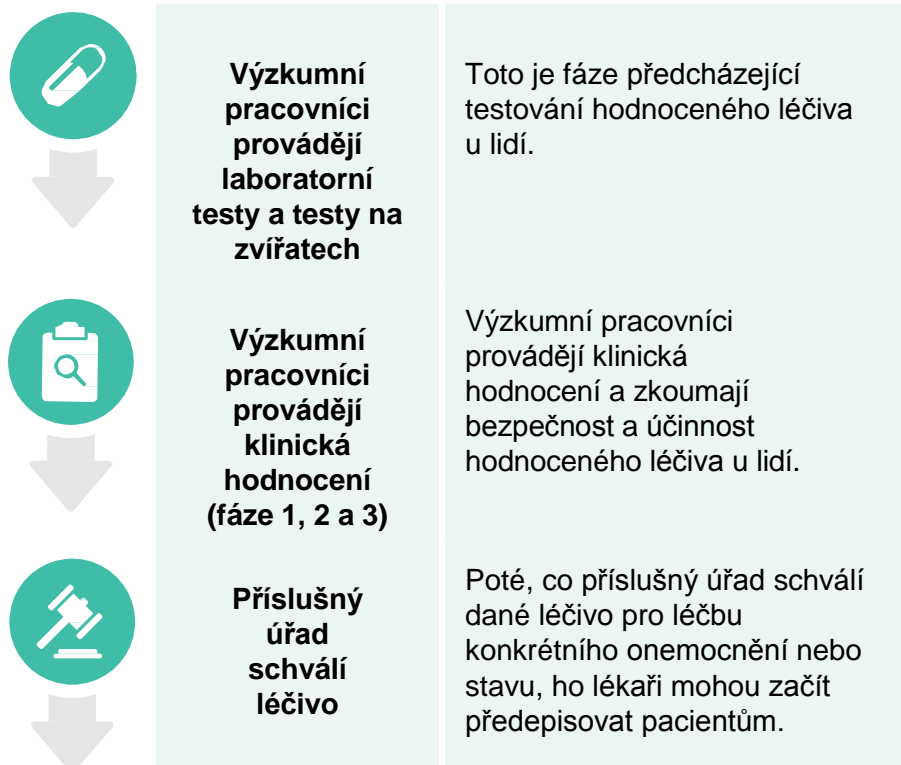 Výzkumní
pracovníci
provádějí
laboratorní
testy a testy na
zvířatech
Toto je fáze předcházející
testování hodnoceného léčiva
u lidí.
Výzkumní
pracovníci
provádějí
klinická
hodnocení
(fáze 1, 2 a 3)
Výzkumní pracovníci
provádějí klinická
hodnocení a zkoumají
bezpečnost a účinnost
hodnoceného léčiva u lidí.
Příslušný
úřad
schválí
léčivo
Poté, co příslušný úřad schválí
dané léčivo pro léčbu
konkrétního onemocnění nebo
stavu, ho lékaři mohou začít
předepisovat pacientům.